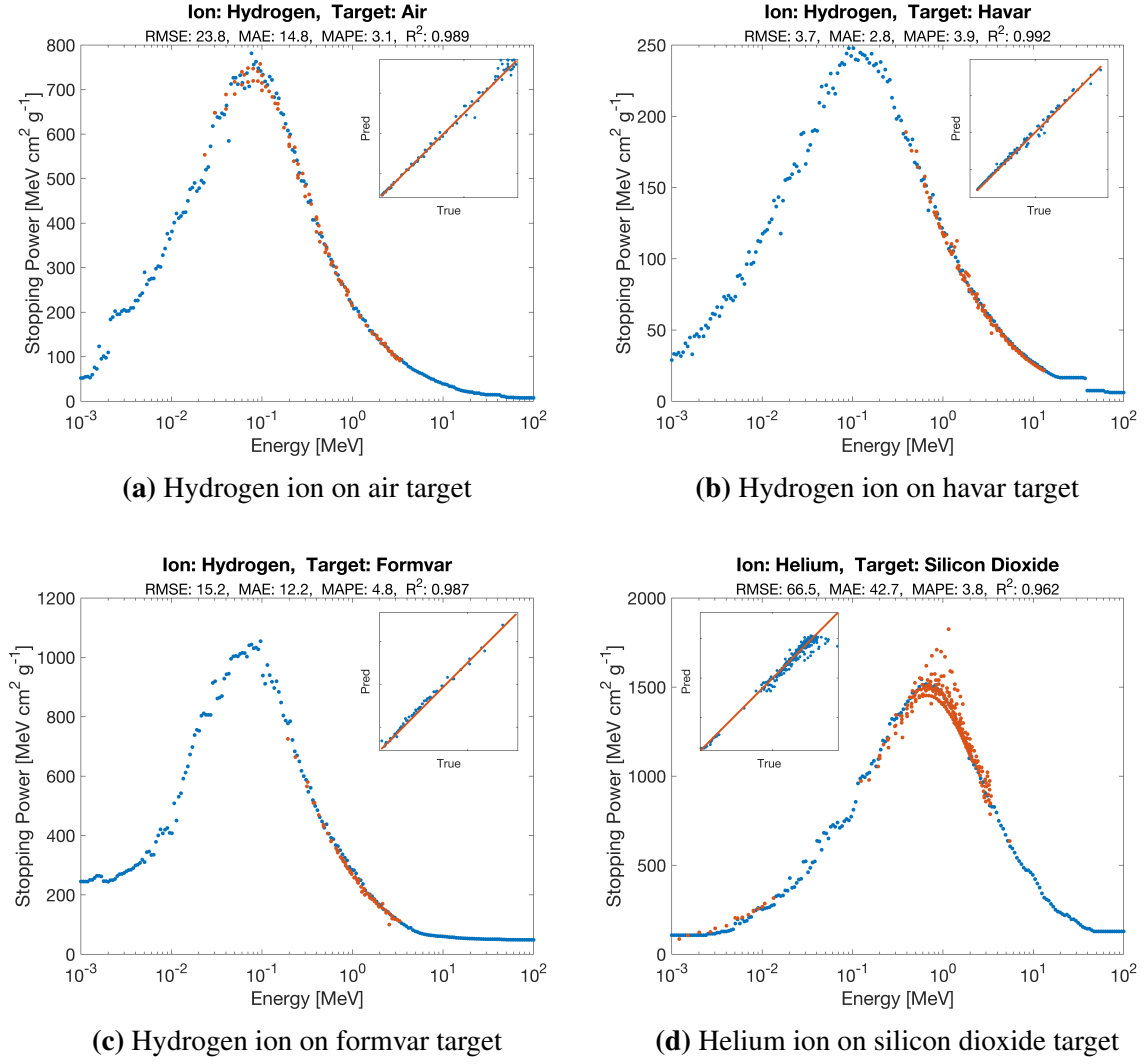 Ion: Hydrogen,  Target: Air
RMSE: 23.8,  MAE: 14.8,  MAPE: 3.1,  R²: 0.989
800
700
600
500
400
300
200
100
0
Stopping Power [MeV cm² g⁻¹]
Pred
True
10⁻³ 10⁻² 10⁻¹ 10⁰ 10¹ 10²
Energy [MeV]
(a) Hydrogen ion on air target
Ion: Hydrogen,  Target: Havar
RMSE: 3.7,  MAE: 2.8,  MAPE: 3.9,  R²: 0.992
250
200
150
100
50
0
Stopping Power [MeV cm² g⁻¹]
Pred
True
10⁻³ 10⁻² 10⁻¹ 10⁰ 10¹ 10²
Energy [MeV]
(b) Hydrogen ion on havar target
Ion: Hydrogen,  Target: Formvar
RMSE: 15.2,  MAE: 12.2,  MAPE: 4.8,  R²: 0.987
1200
1000
800
600
400
200
0
Stopping Power [MeV cm² g⁻¹]
Pred
True
10⁻³ 10⁻² 10⁻¹ 10⁰ 10¹ 10²
Energy [MeV]
(c) Hydrogen ion on formvar target
Ion: Helium,  Target: Silicon Dioxide
RMSE: 66.5,  MAE: 42.7,  MAPE: 3.8,  R²: 0.962
2000
1500
1000
500
0
Stopping Power [MeV cm² g⁻¹]
Pred
True
10⁻³ 10⁻² 10⁻¹ 10⁰ 10¹ 10²
Energy [MeV]
(d) Helium ion on silicon dioxide target